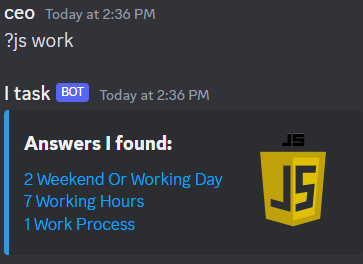 ceo Today at 2:36 PM
?js work
I task BOT Today at 2:36 PM
Answers I found:
JS
JS
2 Weekend Or Working Day
7 Working Hours
1 Work Process